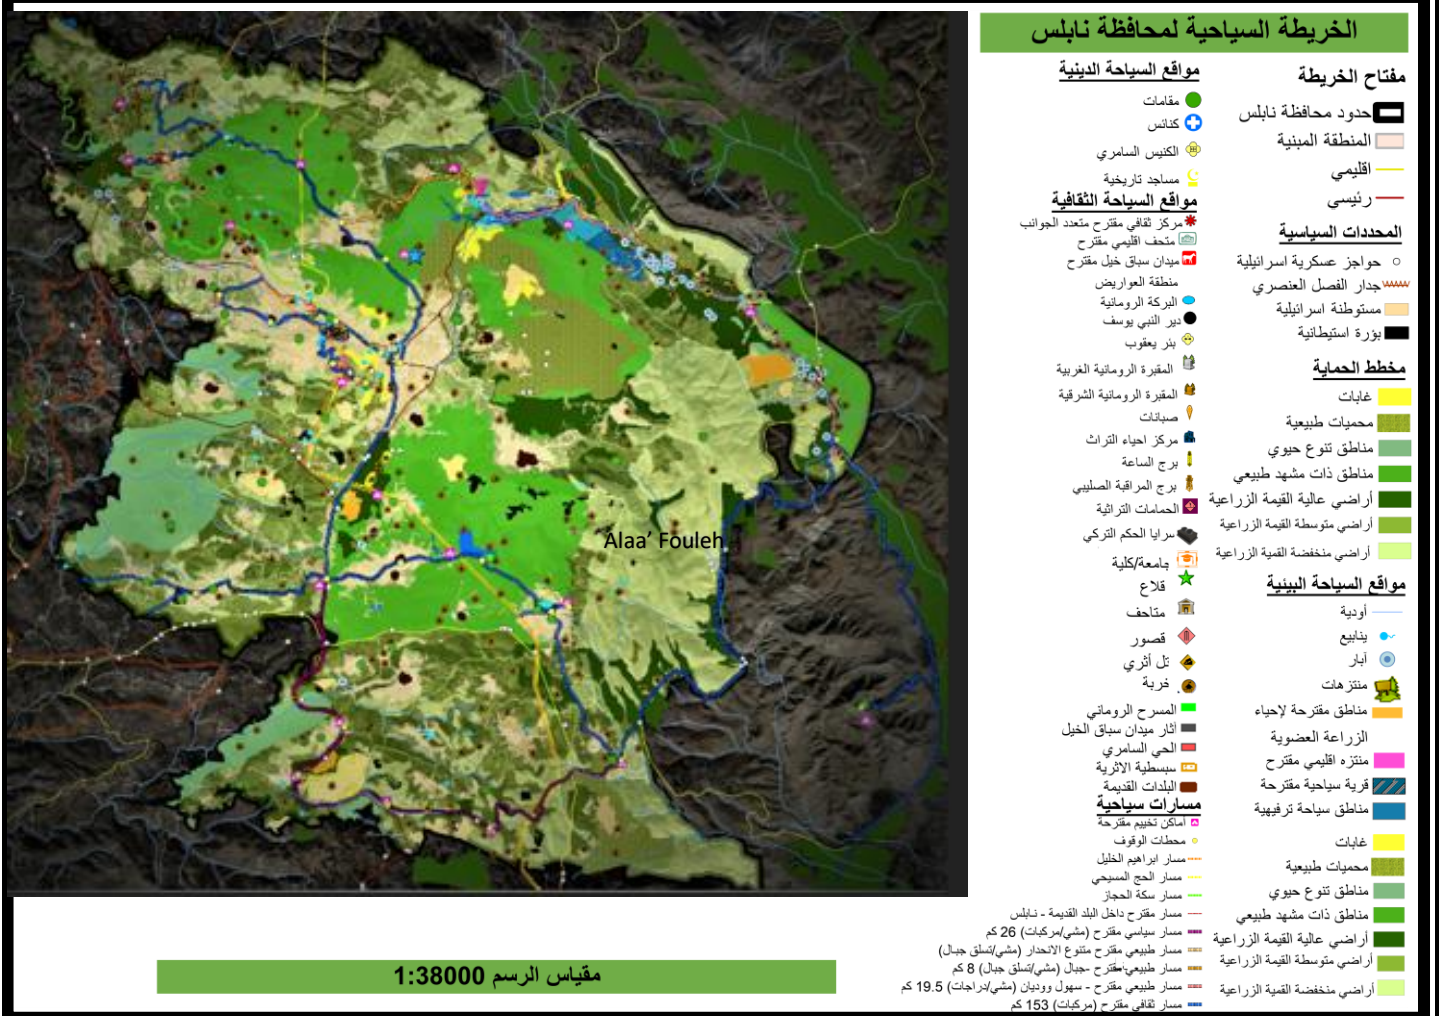 الخريطة السياحية لمحافظة نابلس
مفتاح الخريطة
حدود محافظة نابلس
المنطقة المبنية
اقليمي
رئيسي
المحددات السياسية
حواجز عسكرية اسرائيلية
جدار الفصل العنصري
مستوطنة اسرائيلية
بؤرة استيطانية
مخطط الحماية
غابات
محميات طبيعية
مناطق تنوع حيوي
مناطق ذات مشهد طبيعي
أراضي عالية القيمة الزراعية
أراضي متوسطة القيمة الزراعية
أراضي منخفضة القمية الزراعية
مواقع السياحة البيئية
أودية
ينابيع
آبار
منتزهات
مناطق مقترحة لإحياء
الزراعة العضوية
منتزه اقليمي مقترح
قرية سياحية مقترحة
مناطق سياحة ترفيهية
غابات
محميات طبيعية
مناطق تنوع حيوي
مناطق ذات مشهد طبيعي
أراضي عالية القيمة الزراعية
أراضي متوسطة القيمة الزراعية
أراضي منخفضة القمية الزراعية
مواقع السياحة الدينية
مقامات
كنائس
الكنيس السامري
مساجد تاريخية
مواقع السياحة الثقافية
مركز ثقافي مقترح متعدد الجوانب
متحف اقليمي مقترح
ميدان سباق خيل مقترح
منطقة العواريض
البركة الرومانية
دير النبي يوسف
بئر يعقوب
المقبرة الرومانية الغربية
المقبرة الرومانية الشرقية
صبانات
مركز احياء التراث
برج الساعة
برج المراقبة الصليبي
الحمامات التراثية
سرايا الحكم التركي
جامعة/كلية
قلاع
متاحف
قصور
تل أثري
خربة
المسرح الروماني
آثار ميدان سباق الخيل
الحي السامري
سبسطية الاثرية
البلدات القديمة
مسارات سياحية
أماكن تخييم مقترحة
محطات الوقوف
مسار ابراهيم الخليل
مسار الحج المسيحي
مسار سكة الحجاز
مسار مقترح داخل البلد القديمة - نابلس
مسار سياسي مقترح (مشي/مركبات) 26 كم
مسار طبيعي مقترح متنوع الانحدار (مشي/تسلق جبال)
مسار طبيعي مقترح -جبال (مشي/تسلق جبال) 8 كم
مسار طبيعي مقترح - سهول ووديان (مشي/دراجات) 19.5 كم
مسار ثقافي مقترح (مركبات) 153 كم
Alaa’ Fouleh
مقياس الرسم 1:38000